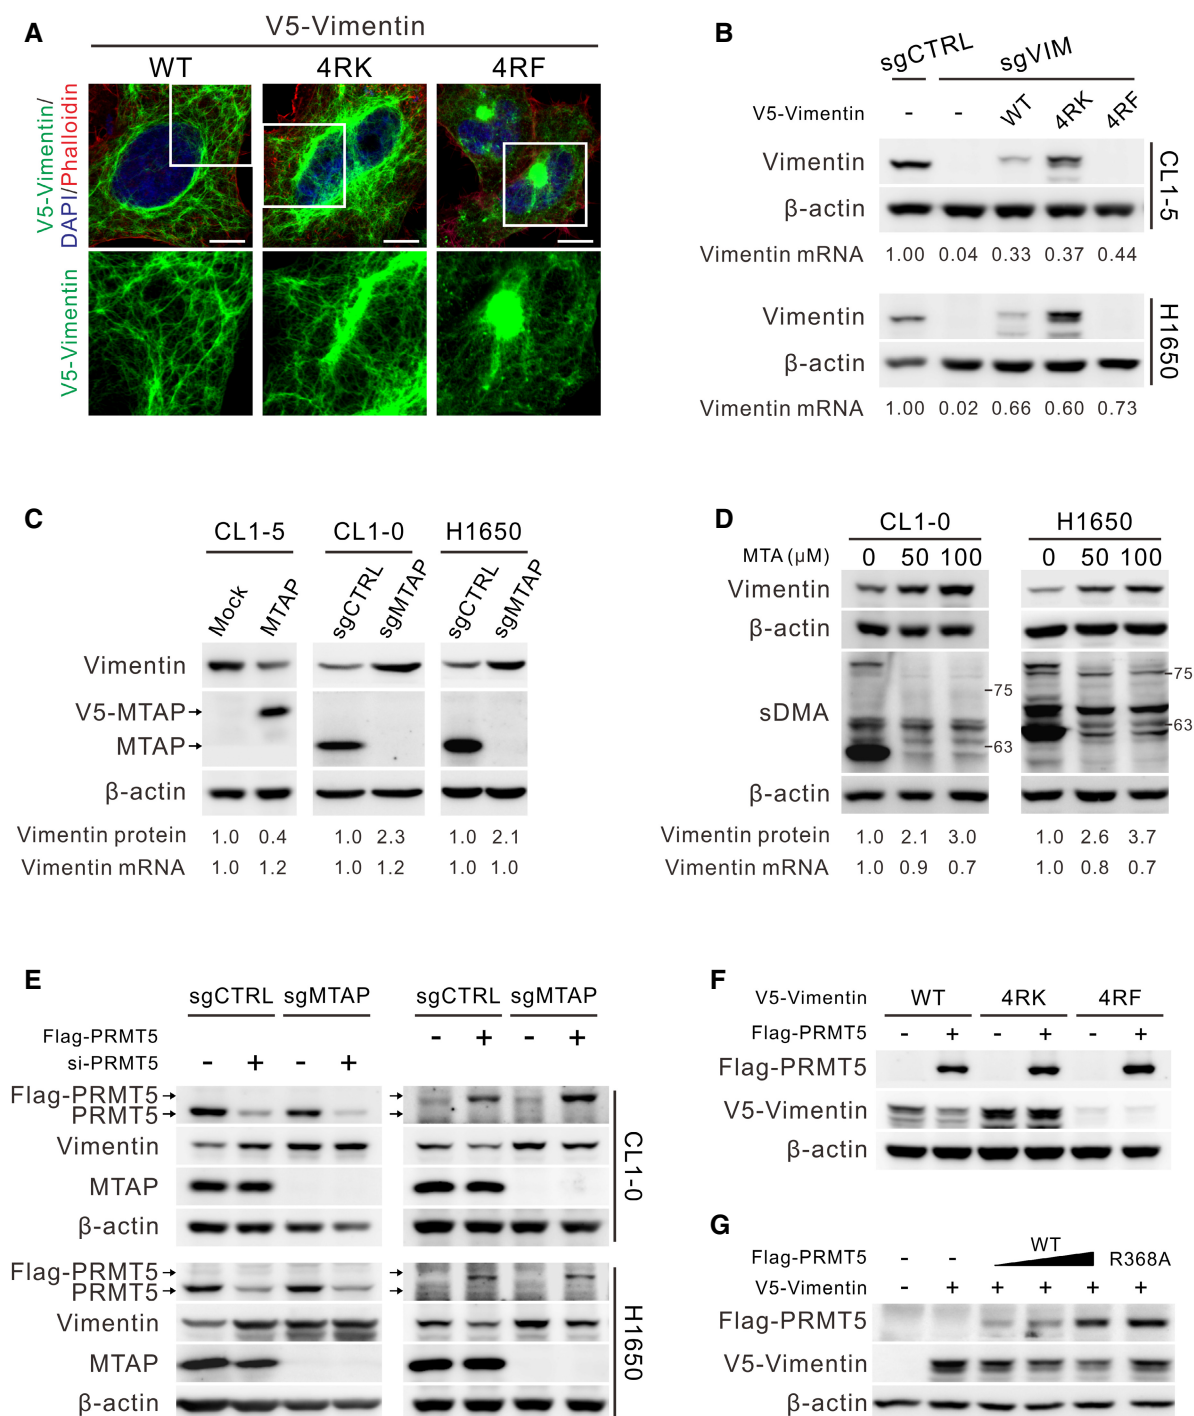 A
V5-Vimentin
WT 4RK 4RF
V5-Vimentin/
DAPI/Phalloidin
V5-Vimentin
B
sgCTRL sgVIM
V5-Vimentin - - WT 4RK 4RF
Vimentin
β-actin
CL1-5
Vimentin mRNA 1.00 0.04 0.33 0.37 0.44
Vimentin
β-actin
H1650
Vimentin mRNA 1.00 0.02 0.66 0.60 0.73
C
CL1-5 CL1-0 H1650
Mock MTAP sgCTRL sgMTAP sgCTRL sgMTAP
Vimentin
V5-MTAP
MTAP
β-actin
Vimentin protein 1.0 0.4 1.0 2.3 1.0 2.1
Vimentin mRNA 1.0 1.2 1.0 1.2 1.0 1.0
D
CL1-0 H1650
MTA (μM) 0 50 100 0 50 100
Vimentin
β-actin
sDMA
75
63
75
63
β-actin
Vimentin protein 1.0 2.1 3.0 1.0 2.6 3.7
Vimentin mRNA 1.0 0.9 0.7 1.0 0.8 0.7
E
sgCTRL sgMTAP sgCTRL sgMTAP
Flag-PRMT5 - + - +
si-PRMT5 - + - +
Flag-PRMT5
PRMT5
Vimentin
MTAP
β-actin
CL1-0
Flag-PRMT5
PRMT5
Vimentin
MTAP
β-actin
H1650
F
V5-Vimentin WT 4RK 4RF
Flag-PRMT5 - + - + - +
Flag-PRMT5
V5-Vimentin
β-actin
G
WT
Flag-PRMT5 - - R368A
V5-Vimentin - + + + + +
Flag-PRMT5
V5-Vimentin
β-actin